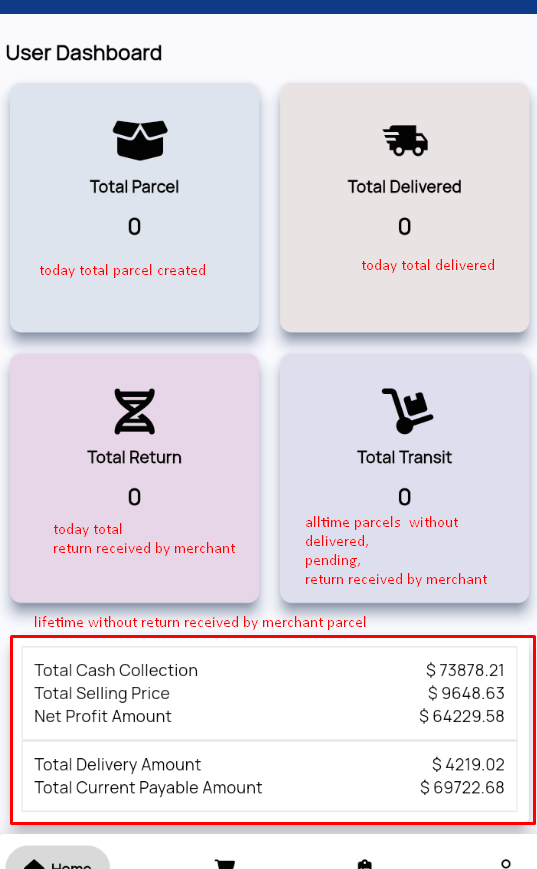 User Dashboard
Total Parcel
0
today total parcel created
Total Delivered
0
today total delivered
Total Return
0
today total
return received by merchant
Total Transit
0
alltime parcels without
delivered,
pending,
return received by merchant
lifetime without return received by merchant parcel
Total Cash Collection $ 73878.21
Total Selling Price $ 9648.63
Net Profit Amount $ 64229.58
Total Delivery Amount $ 4219.02
Total Current Payable Amount $ 69722.68
Home